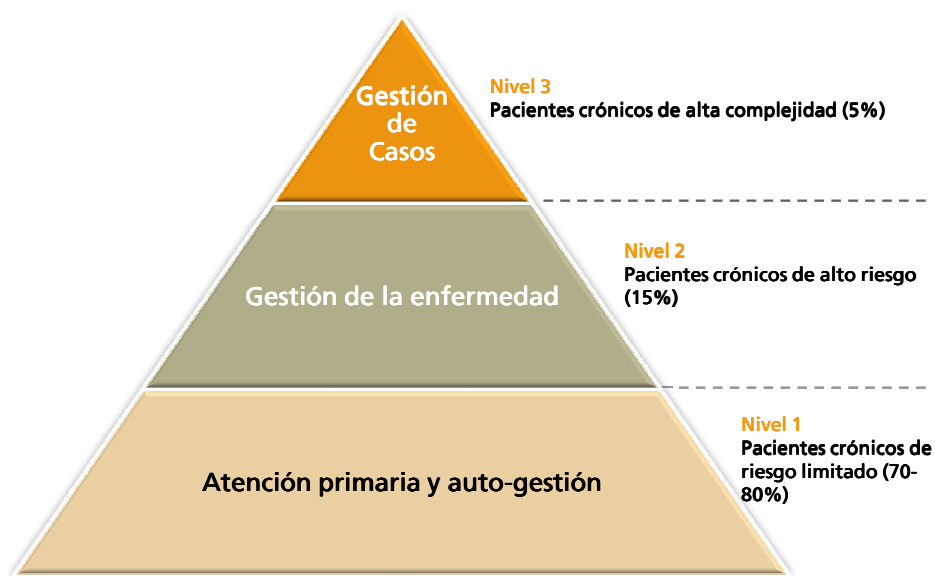 Gestión
de
Casos
Nivel 3
Pacientes crónicos de alta complejidad (5%)
Gestión de la enfermedad
Nivel 2
Pacientes crónicos de alto riesgo
(15%)
Atención primaria y auto-gestión
Nivel 1
Pacientes crónicos de
riesgo limitado (70-
80%)